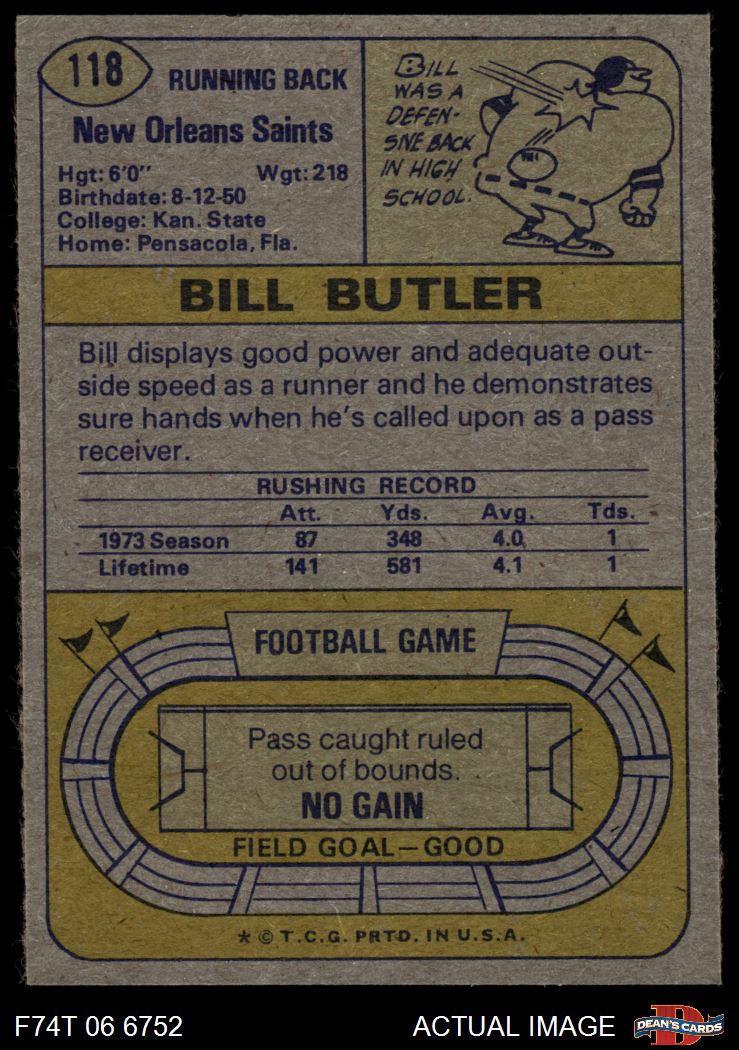 118
RUNNING BACK
New Orleans Saints
Hgt: 6'0" Wgt: 218
Birthdate: 8-12-50
College: Kan. State
Home: Pensacola, Fla.
BILL
WAS A
DEFEN-
SIVE BACK
IN HIGH
SCHOOL.
BILL BUTLER
Bill displays good power and adequate out-
side speed as a runner and he demonstrates
sure hands when he's called upon as a pass
receiver.
RUSHING RECORD
Att. Yds. Avg. Tds.
1973 Season 87 348 4.0 1
Lifetime 141 581 4.1 1
FOOTBALL GAME
Pass caught ruled
out of bounds.
NO GAIN
FIELD GOAL—GOOD
* © T.C.G. PRTD. IN U.S.A.
F74T 06 6752 ACTUAL IMAGE
DEAN'S CARDS